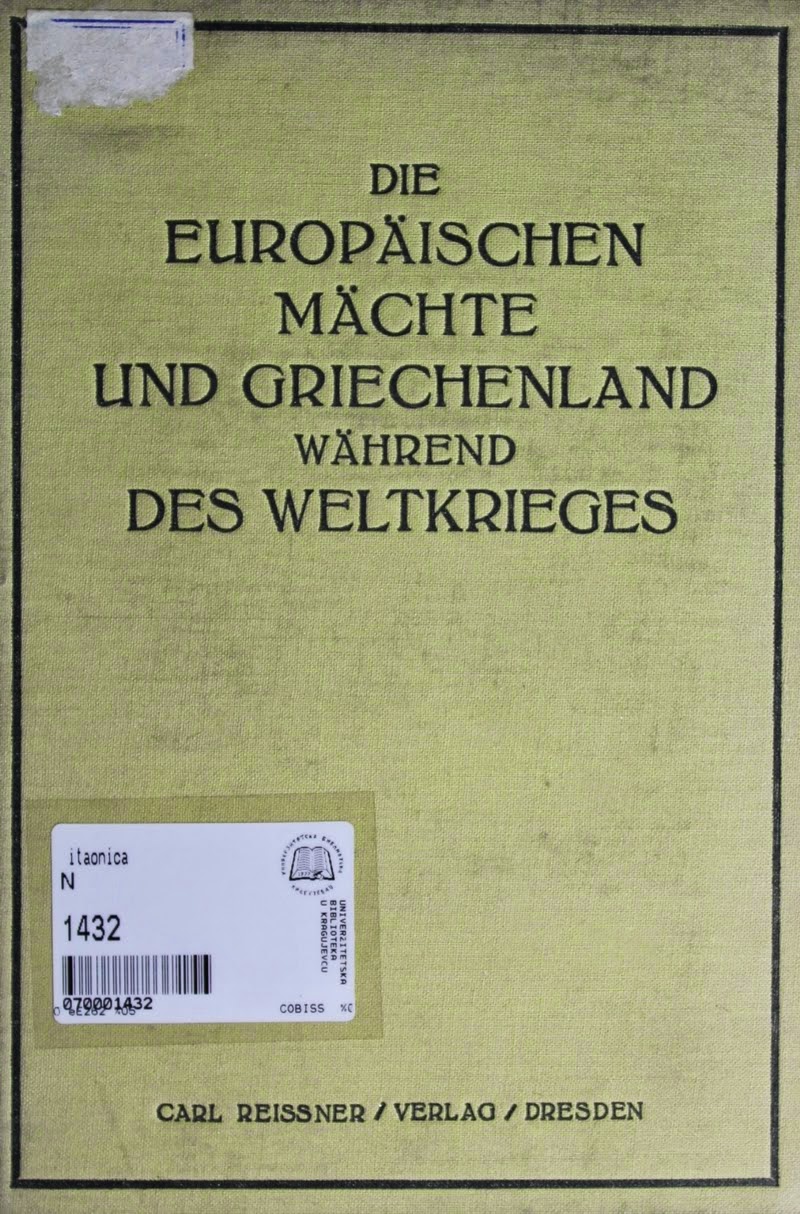 DIE
EUROPÄISCHEN
MÄCHTE
UND GRIECHENLAND
WÄHREND
DES WELTKRIEGES
itaonica
N
1432
UNIVERZITETSKA
BIBLIOTEKA
U KRAGUJEVCU
070001432
COBISS
CARL REISSNER / VERLAG / DRESDEN